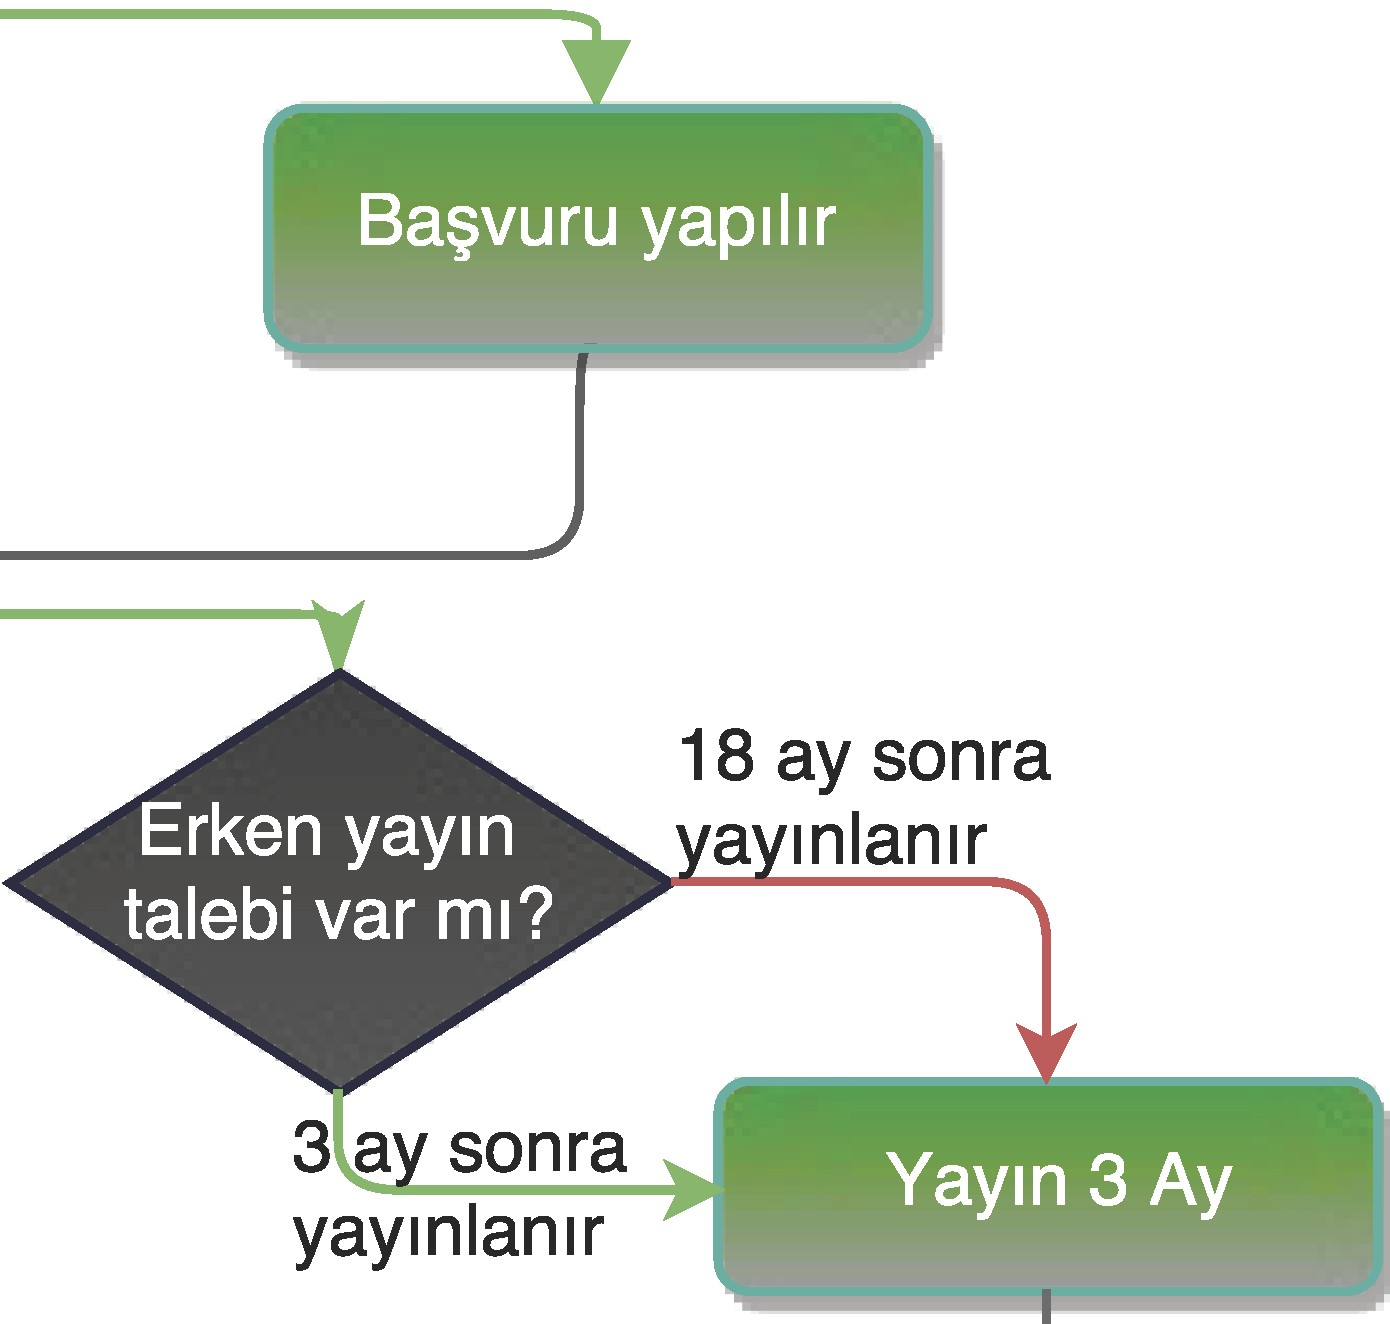 Başvuru yapılır
18 ay sonra
yayınlanır
Erken yayın
talebi var mı?
3 ay sonra
yayınlanır
Yayın 3 Ay